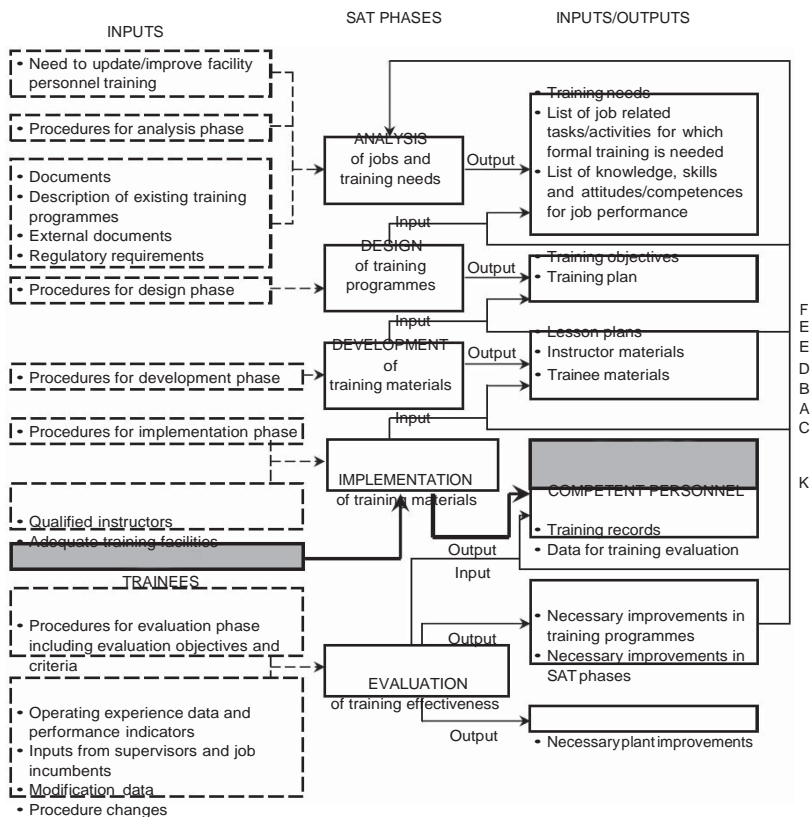 INPUTS
SAT PHASES
INPUTS/OUTPUTS
• Need to update/improve facility
personnel training
• Procedures for analysis phase
• Documents
• Description of existing training
programmes
• External documents
• Regulatory requirements
• Procedures for design phase
• Procedures for development phase
• Procedures for implementation phase
• Qualified instructors
• Adequate training facilities
TRAINEES
• Procedures for evaluation phase
including evaluation objectives and
criteria
• Operating experience data and
performance indicators
• Inputs from supervisors and job
incumbents
• Modification data
• Procedure changes
ANALYSIS
of jobs and
training needs
Output
Input
DESIGN
of training
programmes
Output
Input
DEVELOPMENT
of
training materials
Output
Input
IMPLEMENTATION
of training materials
Output
Input
Output
EVALUATION
of training effectiveness
Output
• Training needs
• List of job related
tasks/activities for which
formal training is needed
• List of knowledge, skills
and attitudes/competences
for job performance
• Training objectives
• Training plan
• Lesson plans
• Instructor materials
• Trainee materials
COMPETENT PERSONNEL
• Training records
• Data for training evaluation
• Necessary improvements in
training programmes
• Necessary improvements in
SAT phases
• Necessary plant improvements
F
E
E
D
B
A
C
K